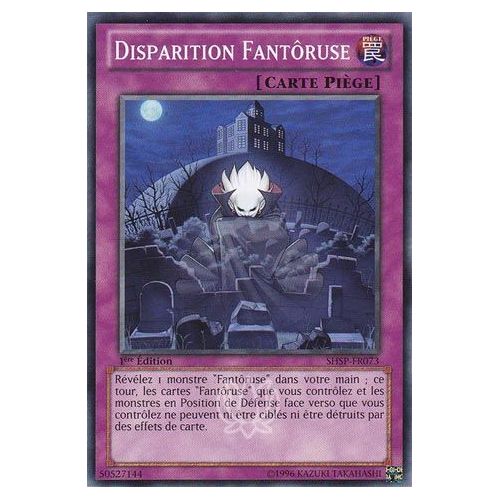 DISPARITION FANTÔRUSE
PIÈGE
罠
[CARTE PIÈGE]
1ère Édition
SHSP-FR073
Révélez 1 monstre "Fantôruse" dans votre main ; ce
tour, les cartes "Fantôruse" que vous contrôlez et les
monstres en Position de Défense face verso que vous
contrôlez ne peuvent ni être ciblés ni être détruits par
des effets de carte.
50527144
©1996 KAZUKI TAKAHASHI